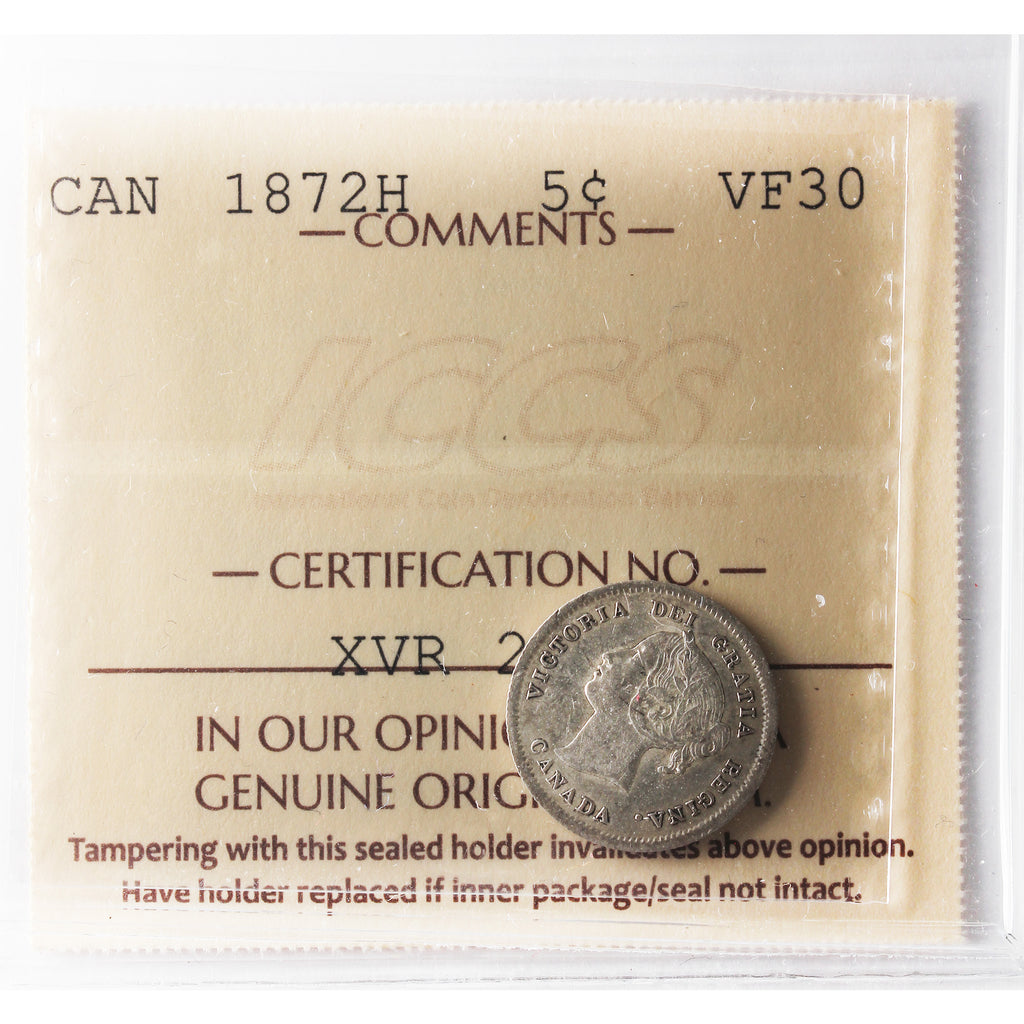 CAN 1872H 5¢ VF30
— COMMENTS —
ICCS
International Coin Certification Service
— CERTIFICATION NO. —
XVR 2
IN OUR OPINI
GENUINE ORIG
Tampering with this sealed holder invalidates above opinion.
Have holder replaced if inner package/seal not intact.
VICTORIA DEI GRATIA REGINA.
CANADA